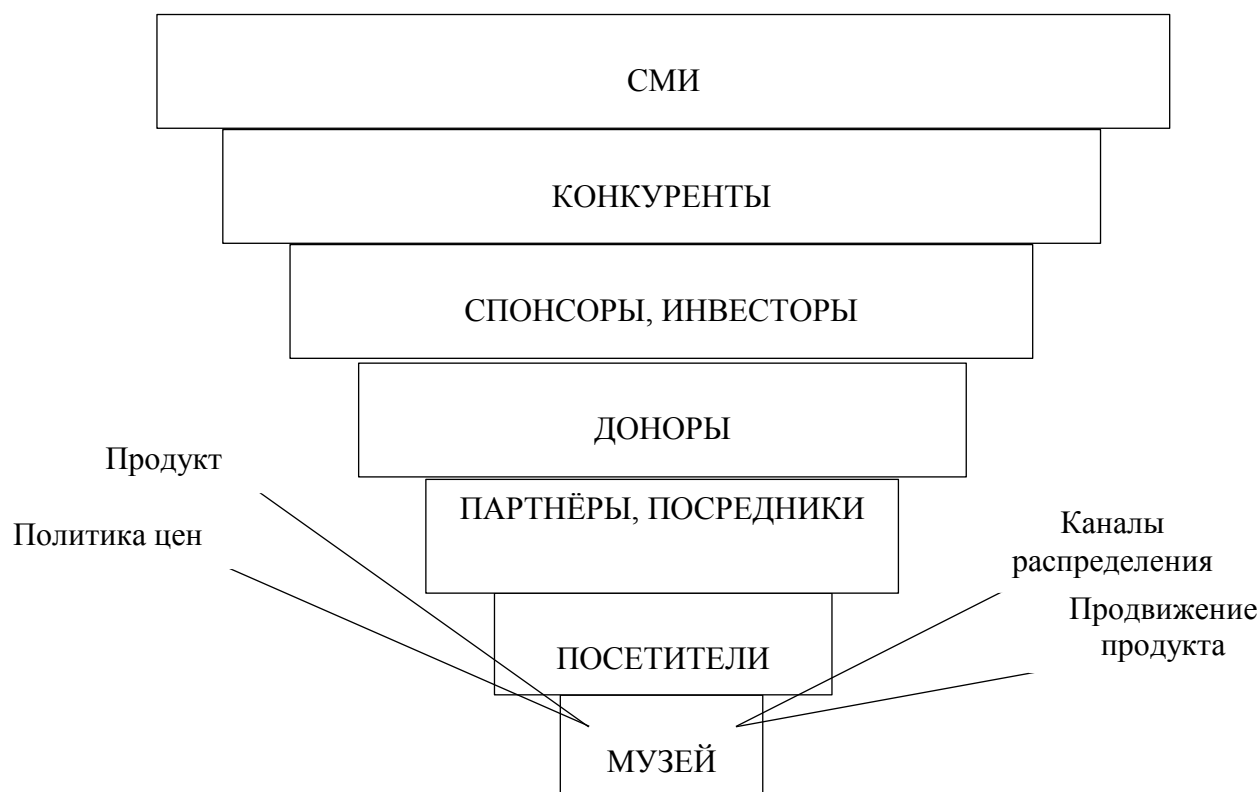 СМИ
КОНКУРЕНТЫ
СПОНСОРЫ, ИНВЕСТОРЫ
ДОНОРЫ
Продукт
ПАРТНЁРЫ, ПОСРЕДНИКИ
Политика цен
Каналы
распределения
Продвижение
продукта
ПОСЕТИТЕЛИ
МУЗЕЙ